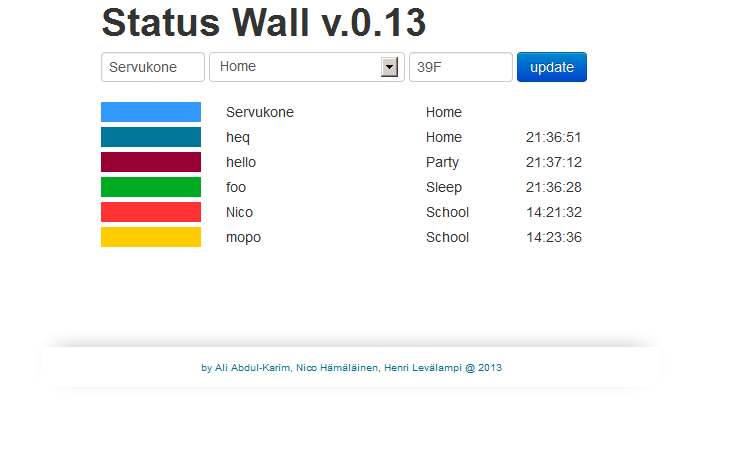 Status Wall v.0.13
Servukone Home 39F update
Servukone Home
heq Home 21:36:51
hello Party 21:37:12
foo Sleep 21:36:28
Nico School 14:21:32
mopo School 14:23:36
by Ali Abdul-Karim, Nico Hämäläinen, Henri Levälampi @ 2013